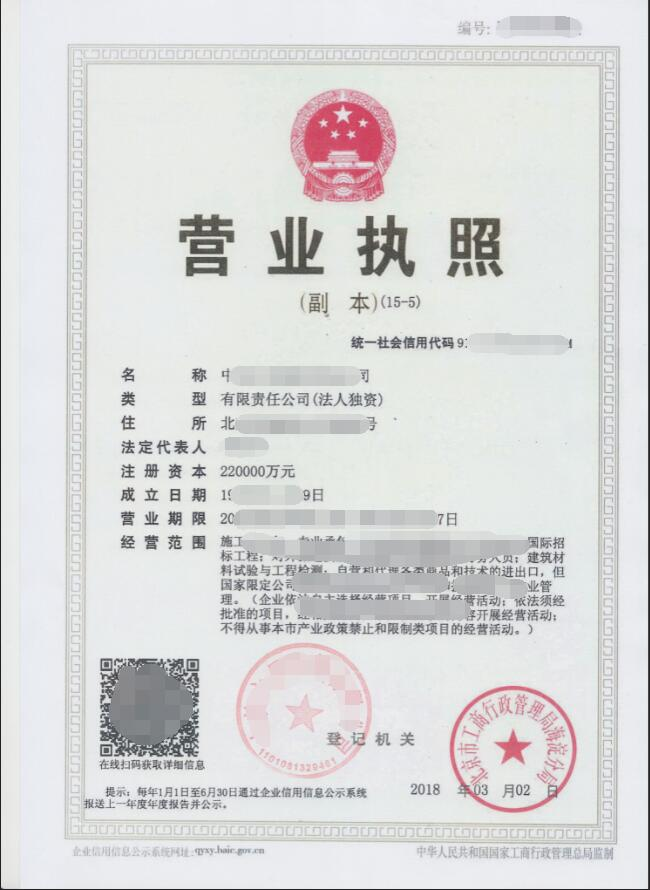 编号:
营业执照
(副 本)(15-5)
统一社会信用代码 91
名 称 中 司
类 型 有限责任公司(法人独资)
住 所 北 号
法定代表人
注册资本 220000万元
成立日期 19 9日
营业期限 20 7日
经营范围 施工 国际招
标工程; 务人员;建筑材
料试验与工程检测,自营和代理各类商品和技术的进出口,但
国家限定公司 业管
理。(企业依法自主选择经营项目,开展经营活动;依法须经
批准的项目,经 容开展经营活动;
不得从事本市产业政策禁止和限制类项目的经营活动。)
在线扫码获取详细信息
1101081329461
登记机关
北京市工商行政管理局海淀分局
2018 年03 月02 日
提示:每年1月1日至6月30日通过企业信用信息公示系统
报送上一年度年度报告并公示。
企业信用信息公示系统网址:qyxy.baic.gov.cn
中华人民共和国国家工商行政管理总局监制